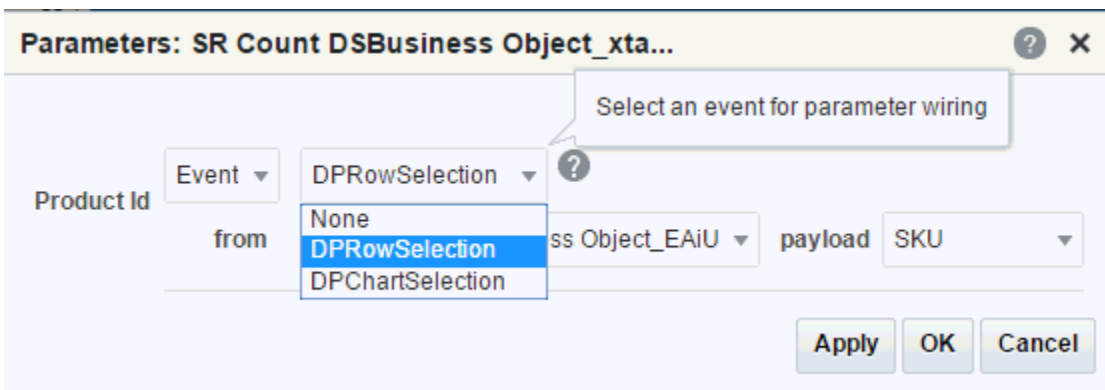 Parameters: SR Count DSBusiness Object_xta...
Select an event for parameter wiring
Product Id
Event
DPRowSelection
None
DPRowSelection
DPChartSelection
from
ss Object_EAiU
payload
SKU
Apply
OK
Cancel